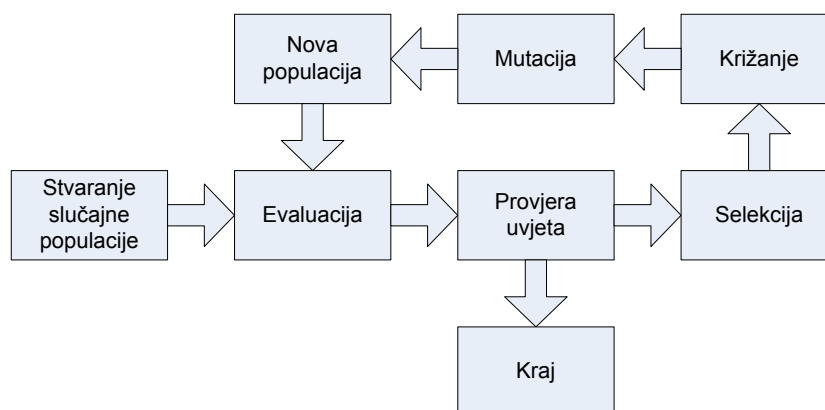 Nova
populacija
Mutacija
Križanje
Stvaranje
slučajne
populacije
Evaluacija
Provjera
uvjeta
Selekcija
Kraj